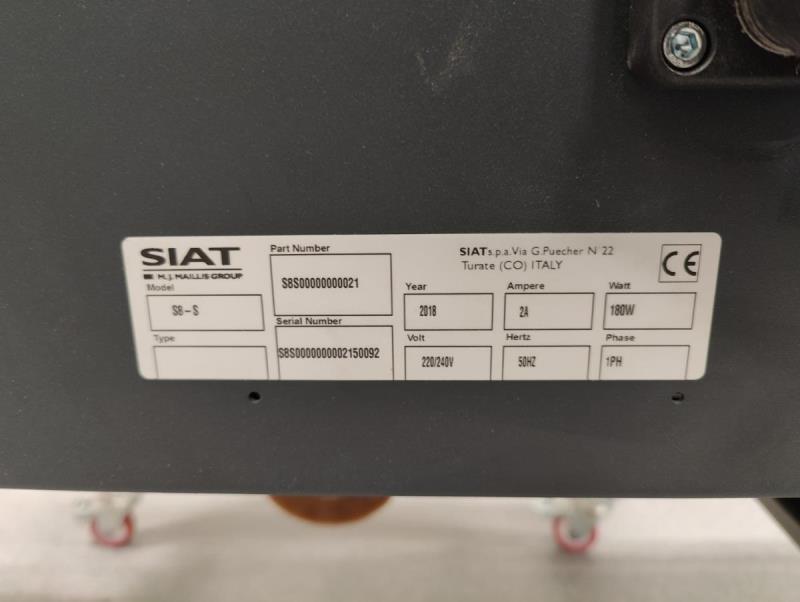 SIAT
M.J. MAILLIS GROUP
Model
S8-S
Type
Part Number
S8S00000000021
Serial Number
S8S0000000002150092
SIAT s.p.a. Via G.Puecher N°22
Turate (CO) ITALY
CE
Year
2018
Ampere
2A
Watt
180W
Volt
220/240V
Hertz
50HZ
Phase
1PH